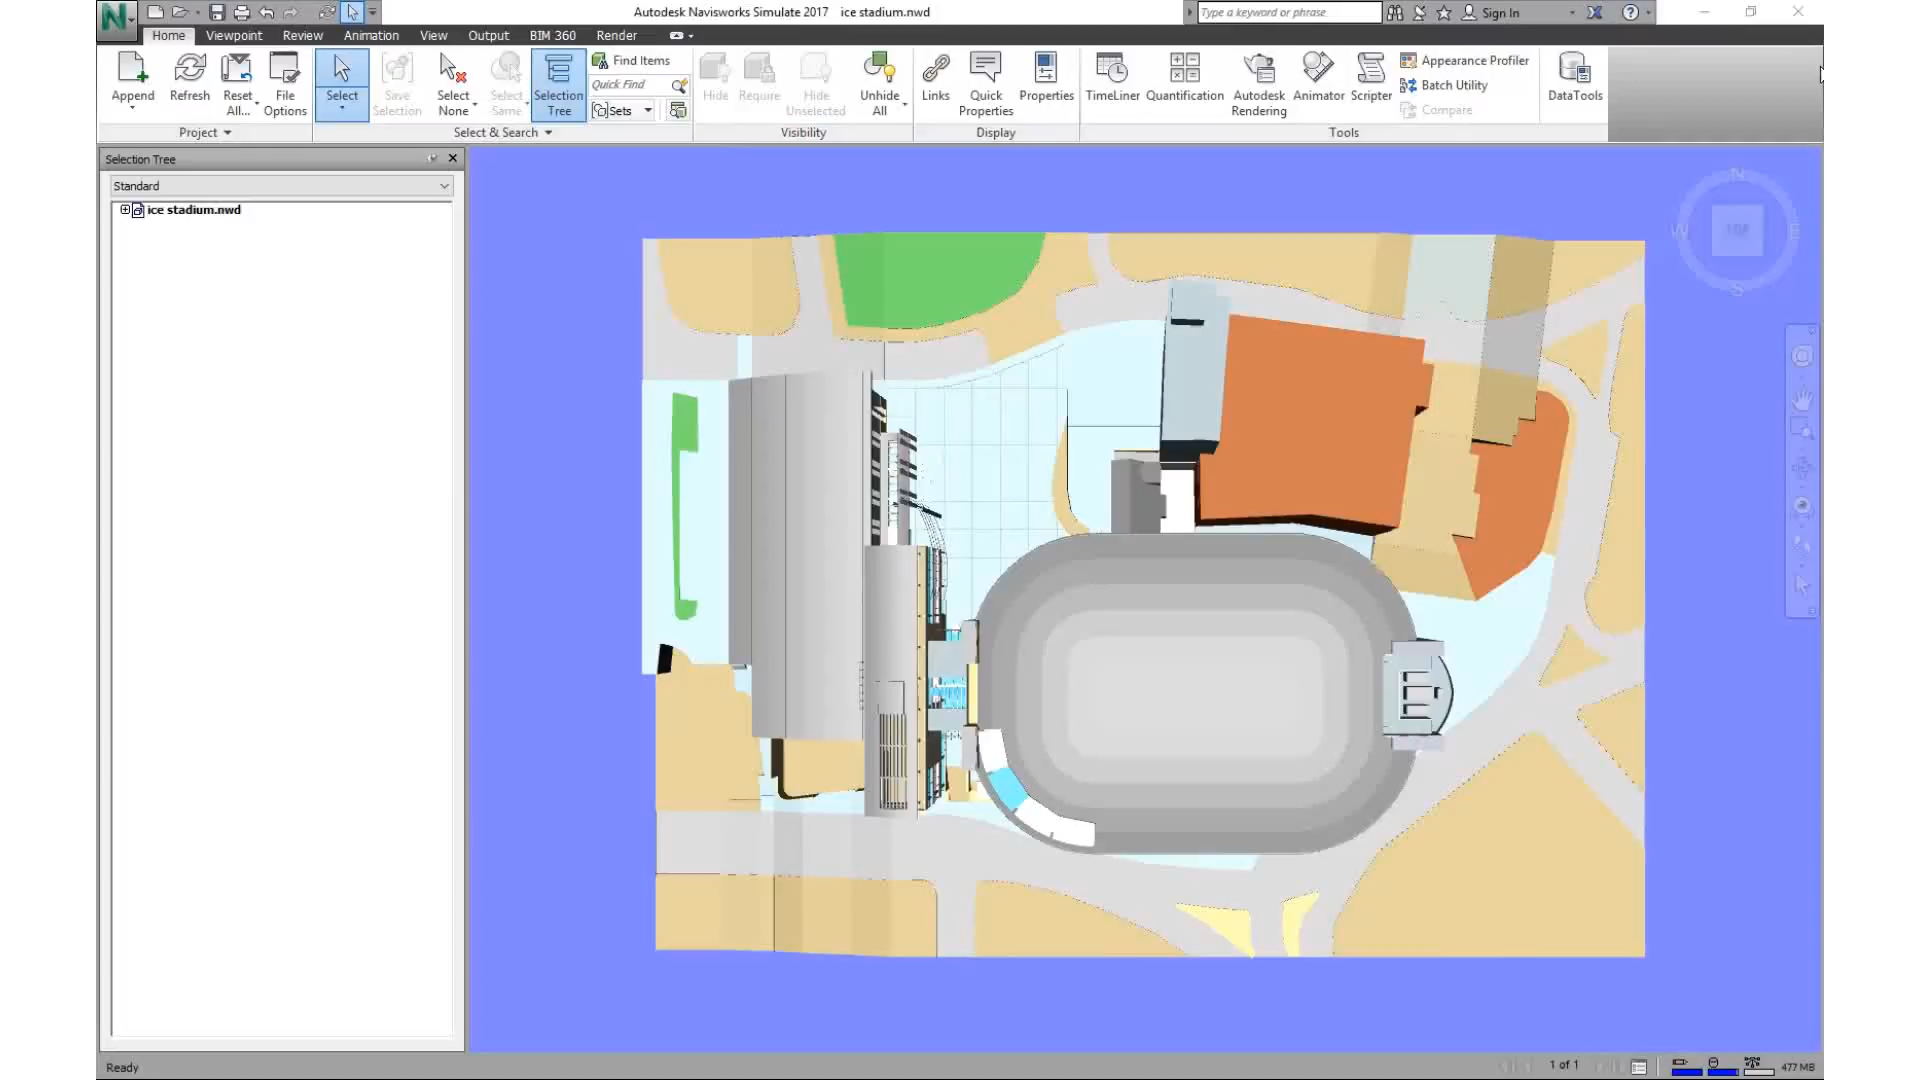 Autodesk Navisworks Simulate 2017 ice stadium.nwd
Type a keyword or phrase
Sign In
Home Viewpoint Review Animation View Output BIM 360 Render
Append
Refresh
Reset All...
File Options
Project
Select
Save Selection
Select None
Select Same
Selection Tree
Find Items
Quick Find
Sets
Select & Search
Hide
Require
Hide Unselected
Unhide All
Visibility
Links
Quick Properties
Properties
Display
TimeLiner
Quantification
Autodesk Rendering
Animator
Scripter
Appearance Profiler
Batch Utility
Compare
Tools
DataTools
Selection Tree
Standard
ice stadium.nwd
N
W
TOP
E
S
Ready
1 of 1
477 MB